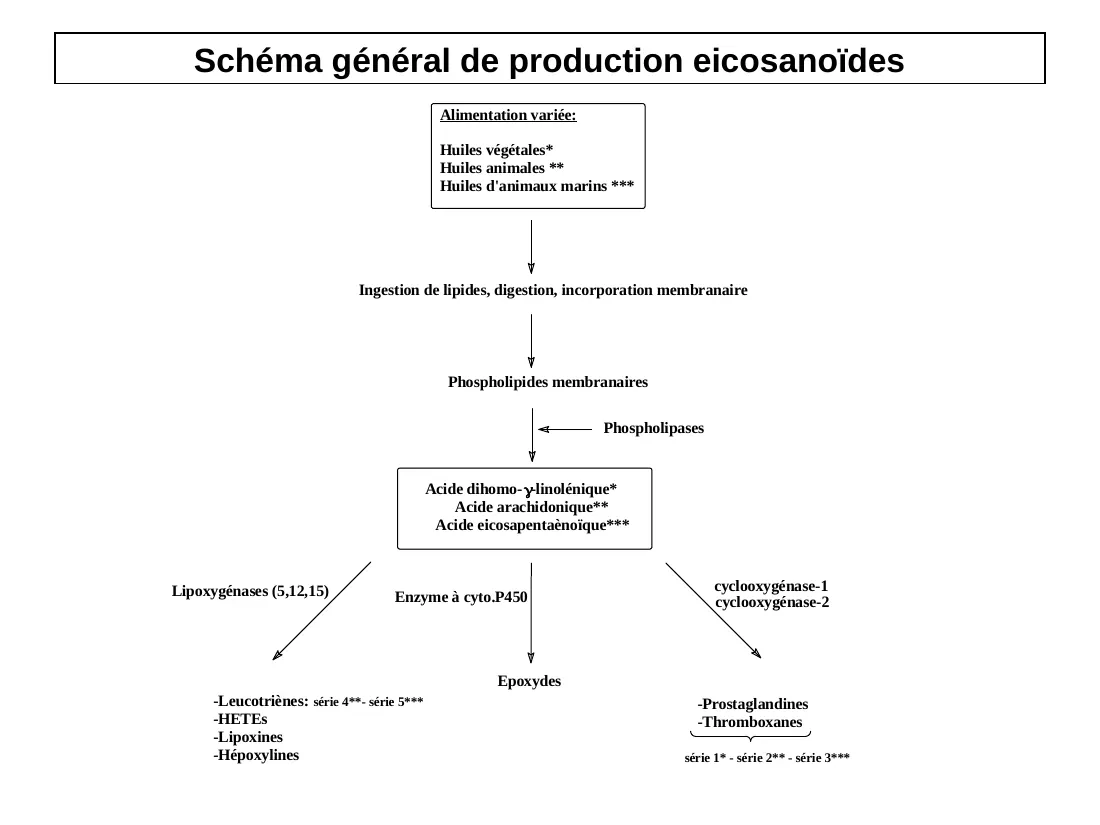 Schéma général de production eicosanoïdes
Alimentation variée:
Huiles végétales*
Huiles animales **
Huiles d'animaux marins ***
Ingestion de lipides, digestion, incorporation membranaire
Phospholipides membranaires
Phospholipases
Acide dihomo-γ-linolénique*
Acide arachidonique**
Acide eicosapentaènoïque***
Lipoxygénases (5,12,15)
Enzyme à cyto.P450
cyclooxygénase-1
cyclooxygénase-2
Epoxydes
-Leucotriènes: série 4**- série 5***
-HETEs
-Lipoxines
-Hépoxylines
-Prostaglandines
-Thromboxanes
série 1* - série 2** - série 3***